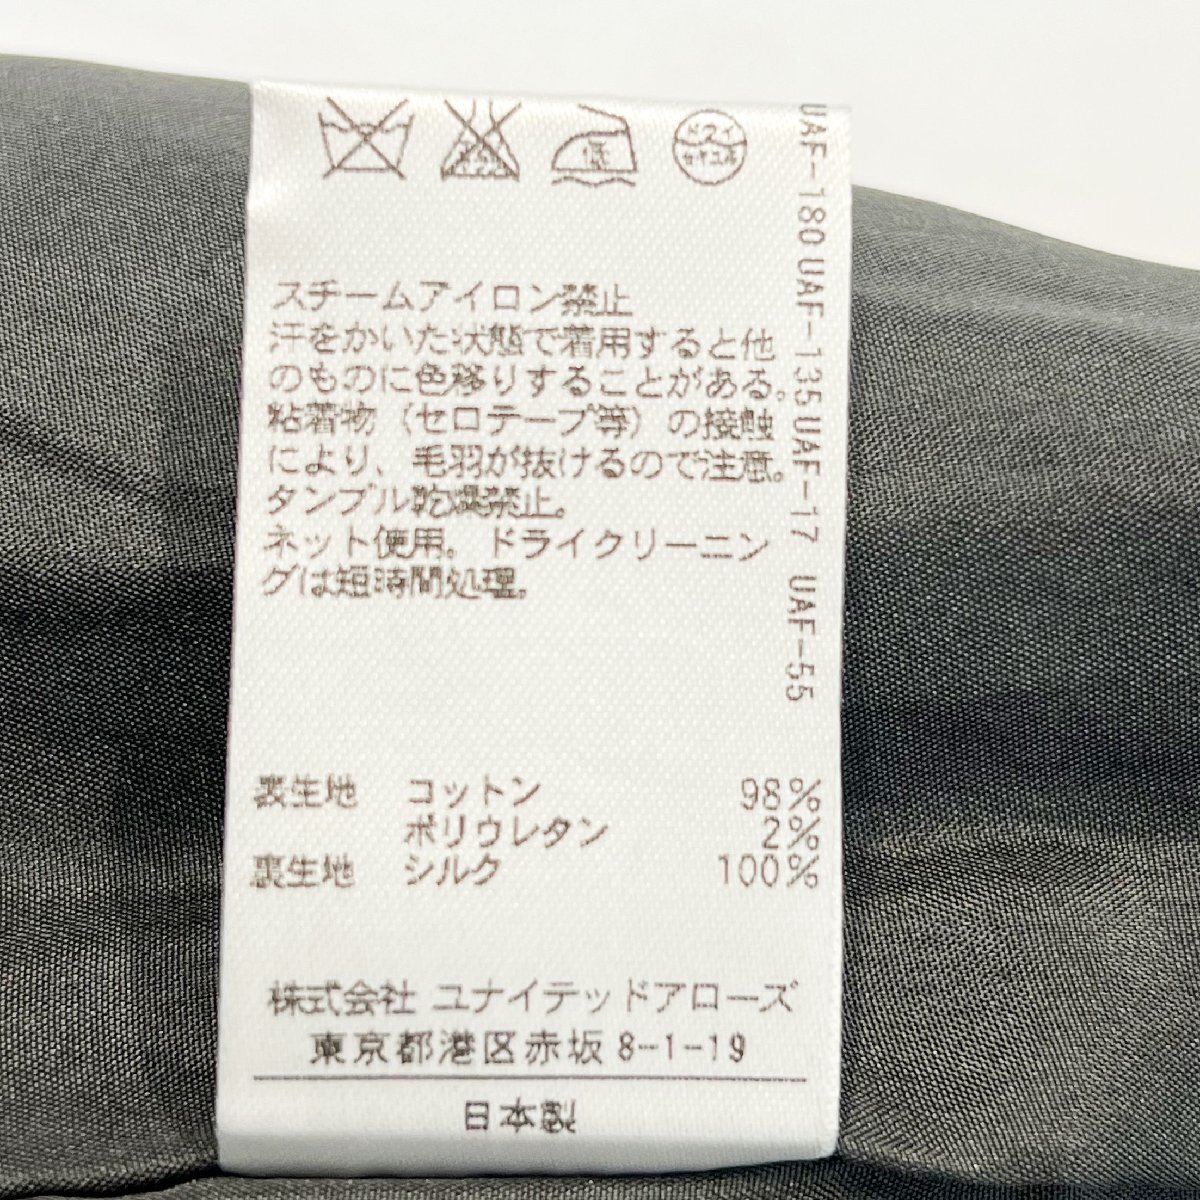 エンソサラシ
低
ドライ
セキユ系
スチームアイロン禁止
汗をかいた状態で着用すると他
のものに色移りすることがある。
粘着物（セロテープ等）の接触
により、毛羽が抜けるので注意。
タンブル乾燥禁止。
ネット使用。ドライクリーニン
グは短時間処理。
UAF-180 UAF-135 UAF-17 UAF-55
表生地 コットン 98%
ポリウレタン 2%
裏生地 シルク 100%
株式会社 ユナイテッドアローズ
東京都港区赤坂 8-1-19
日本製